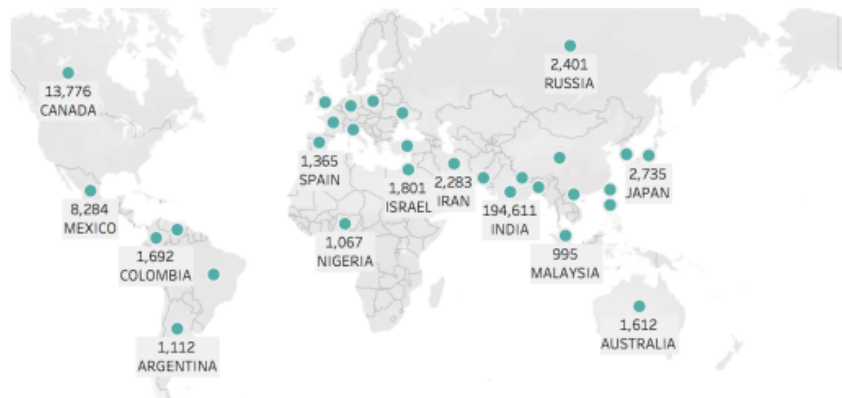 2,401
RUSSIA
13,776
CANADA
1,365
SPAIN
1,801
ISRAEL
2,283
IRAN
194,611
INDIA
2,735
JAPAN
8,284
MEXICO
1,067
NIGERIA
1,692
COLOMBIA
995
MALAYSIA
1,612
AUSTRALIA
1,112
ARGENTINA